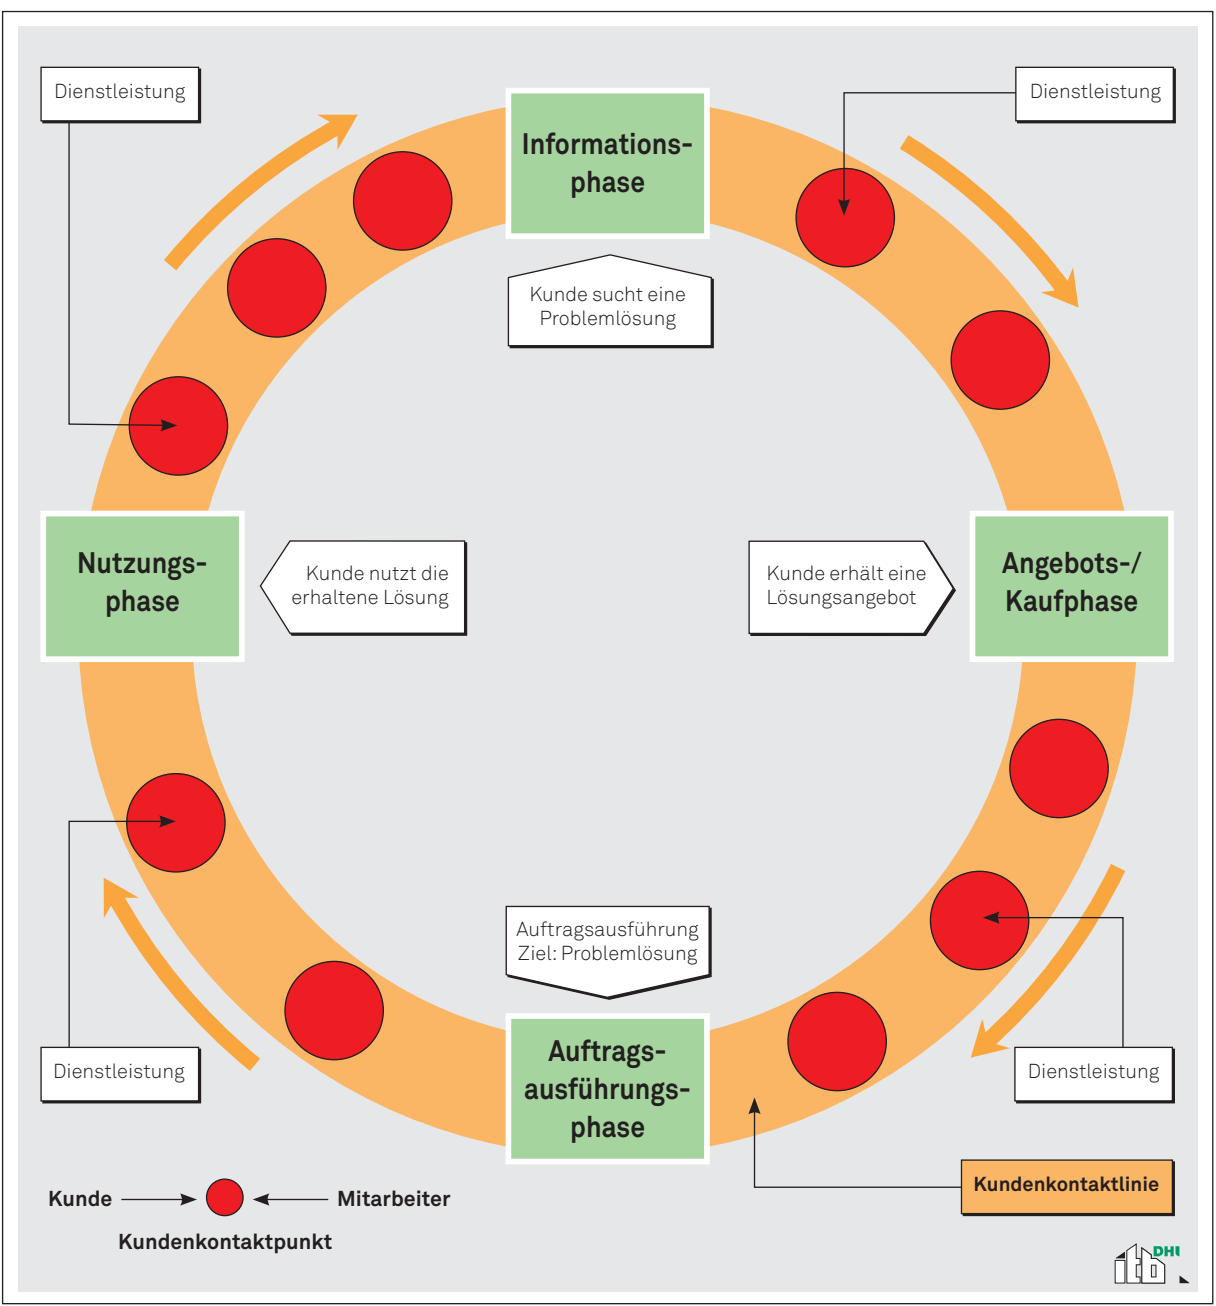 Dienstleistung
Dienstleistung
Informations-
phase
Kunde sucht eine
Problemlösung
Nutzungs-
phase
Kunde nutzt die
erhaltene Lösung
Kunde erhält eine
Lösungsangebot
Angebots-/
Kaufphase
Auftragsausführung
Ziel: Problemlösung
Auftrags-
ausführungs-
phase
Dienstleistung
Dienstleistung
Kundenkontaktlinie
Kunde
Mitarbeiter
Kundenkontaktpunkt
itb
DHI